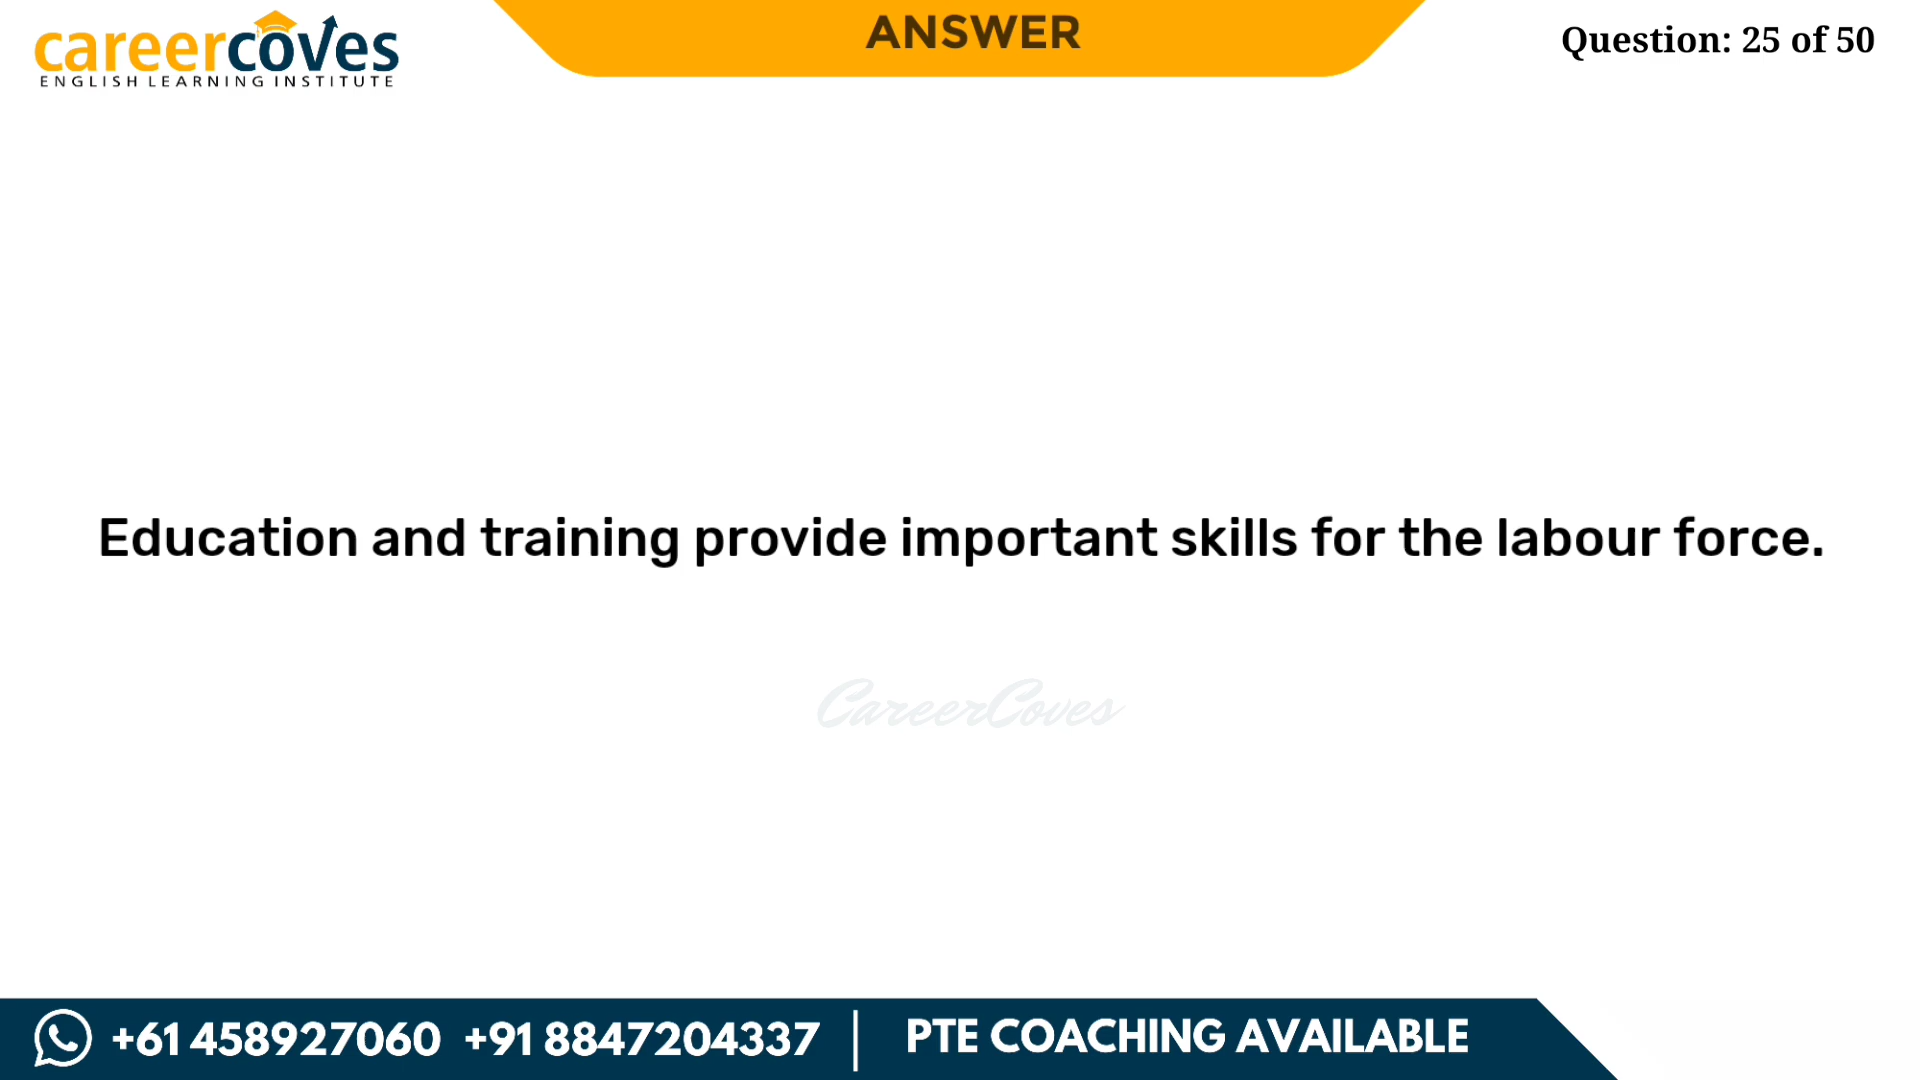 careercoves
ENGLISH LEARNING INSTITUTE
ANSWER
Question: 25 of 50
Education and training provide important skills for the labour force.
CareerCoves
+61 458927060 +91 8847204337 | PTE COACHING AVAILABLE